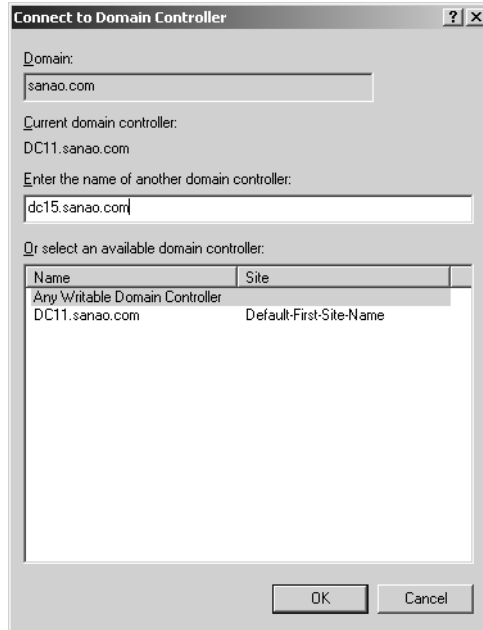 Connect to Domain Controller
Domain:
sanao.com
Current domain controller:
DC11.sanao.com
Enter the name of another domain controller:
dc15.sanao.com
Or select an available domain controller:
Name Site
Any Writable Domain Controller
DC11.sanao.com Default-First-Site-Name
OK Cancel